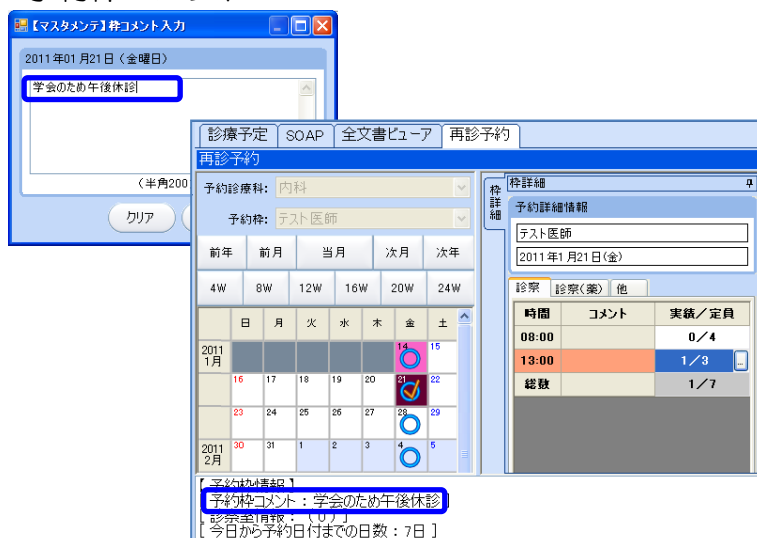 【マスタメンテ】枠コメント入力
2011年01月21日（金曜日）
学会のため午後休診
（半角200
クリア
診療予定 SOAP 全文書ビューア 再診予約
再診予約
予約診療科: 内科
予約枠: テスト医師
前年 前月 当月 次月 次年
4W 8W 12W 16W 20W 24W
日 月 火 水 木 金 土
2011 1月 14 15
16 17 18 19 20 21 22
23 24 25 26 27 28 29
2011 2月 30 31 1 2 3 4 5
枠詳細
枠詳細
予約詳細情報
テスト医師
2011年1月21日(金)
診察 診察(薬) 他
時間 コメント 実績／定員
08:00 0／4
13:00 1／3 ...
総数 1／7
【 予約枠情報 】
[ 予約枠コメント : 学会のため午後休診 ]
[ 診察室情報 : （0） ]
[ 今日から予約日付までの日数 : 7日 ]